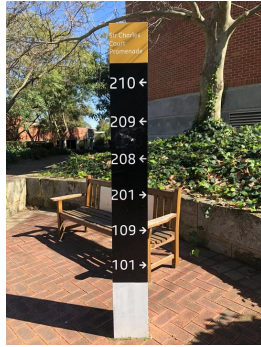 Sir Charles
Court
Promenade
210 ←
209 ←
208 ←
201 →
109 →
101 →